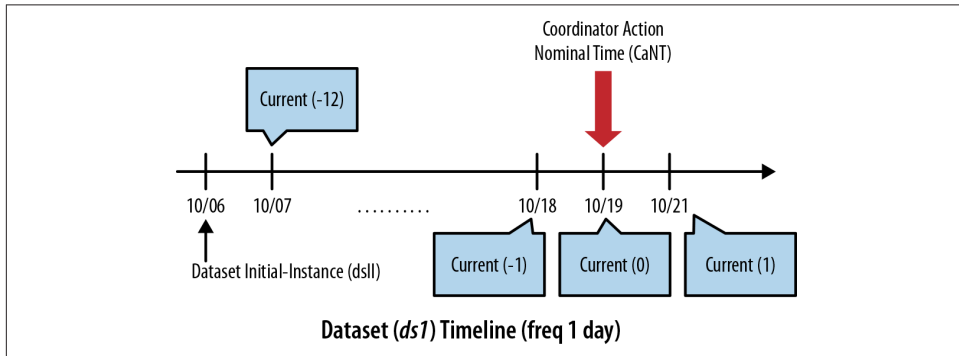 Coordinator Action
Nominal Time (CaNT)
Current (-12)
10/06
10/07
..........
10/18
10/19
10/21
Dataset Initial-Instance (dsII)
Current (-1)
Current (0)
Current (1)
Dataset (ds1) Timeline (freq 1 day)